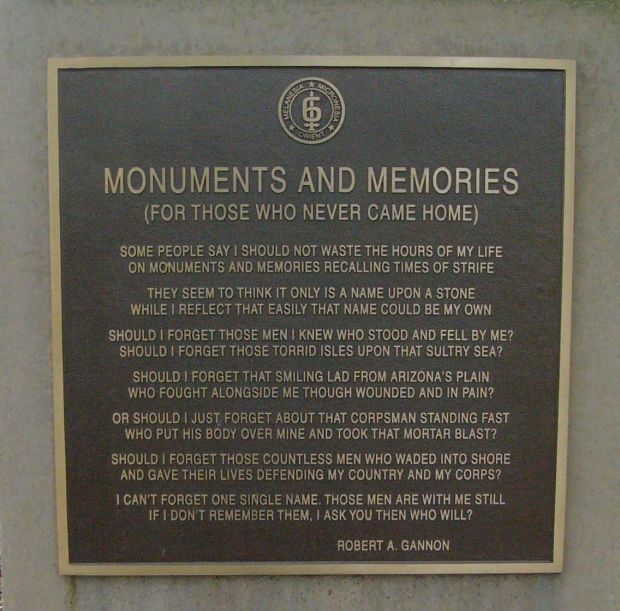 MELANESIA ★ MICRONESIA ★ ORIENT ★
6
MONUMENTS AND MEMORIES
(FOR THOSE WHO NEVER CAME HOME)
SOME PEOPLE SAY I SHOULD NOT WASTE THE HOURS OF MY LIFE
ON MONUMENTS AND MEMORIES RECALLING TIMES OF STRIFE
THEY SEEM TO THINK IT ONLY IS A NAME UPON A STONE
WHILE I REFLECT THAT EASILY THAT NAME COULD BE MY OWN
SHOULD I FORGET THOSE MEN I KNEW WHO STOOD AND FELL BY ME?
SHOULD I FORGET THOSE TORRID ISLES UPON THAT SULTRY SEA?
SHOULD I FORGET THAT SMILING LAD FROM ARIZONA'S PLAIN
WHO FOUGHT ALONGSIDE ME THOUGH WOUNDED AND IN PAIN?
OR SHOULD I JUST FORGET ABOUT THAT CORPSMAN STANDING FAST
WHO PUT HIS BODY OVER MINE AND TOOK THAT MORTAR BLAST?
SHOULD I FORGET THOSE COUNTLESS MEN WHO WADED INTO SHORE
AND GAVE THEIR LIVES DEFENDING MY COUNTRY AND MY CORPS?
I CAN'T FORGET ONE SINGLE NAME. THOSE MEN ARE WITH ME STILL
IF I DON'T REMEMBER THEM, I ASK YOU THEN WHO WILL?
ROBERT A. GANNON